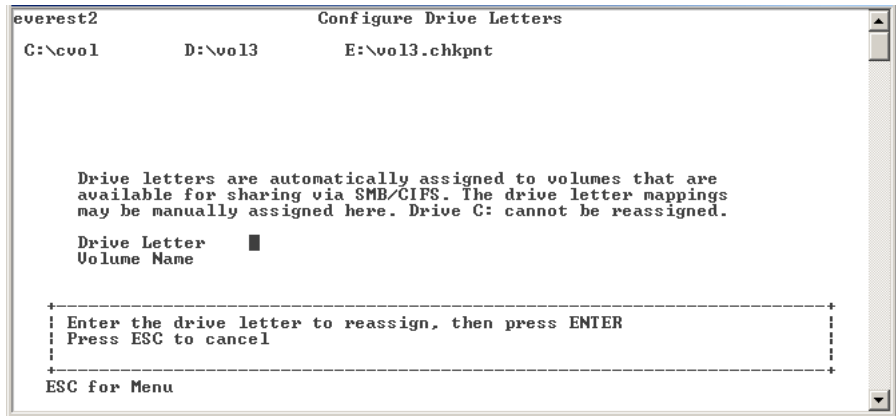 everest2 Configure Drive Letters
C:\cvol D:\vol3 E:\vol3.chkpnt
Drive letters are automatically assigned to volumes that are
available for sharing via SMB/CIFS. The drive letter mappings
may be manually assigned here. Drive C: cannot be reassigned.
Drive Letter
Volume Name
Enter the drive letter to reassign, then press ENTER
Press ESC to cancel
ESC for Menu